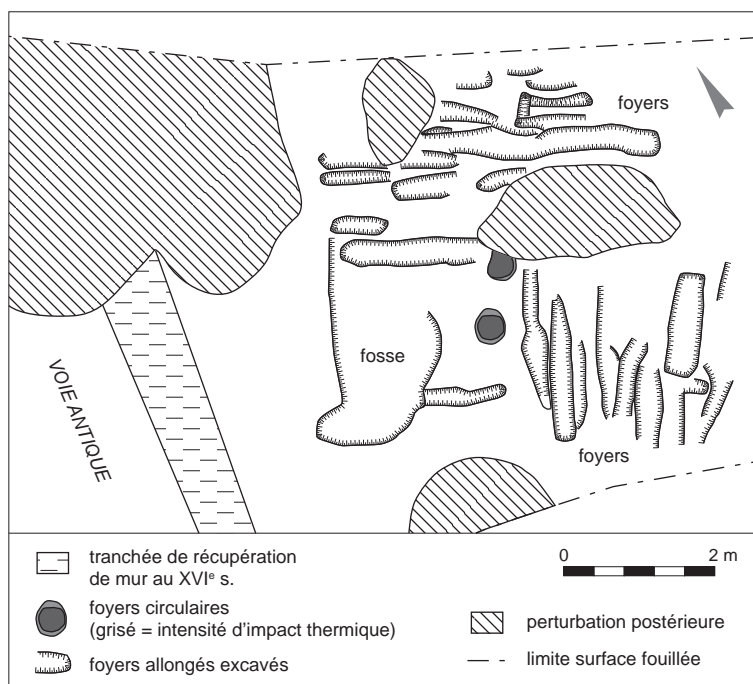 foyers
fosse
VOIE ANTIQUE
foyers
tranchée de récupération
de mur au XVIe s.
foyers circulaires
(grisé = intensité d'impact thermique)
foyers allongés excavés
0 2 m
perturbation postérieure
limite surface fouillée